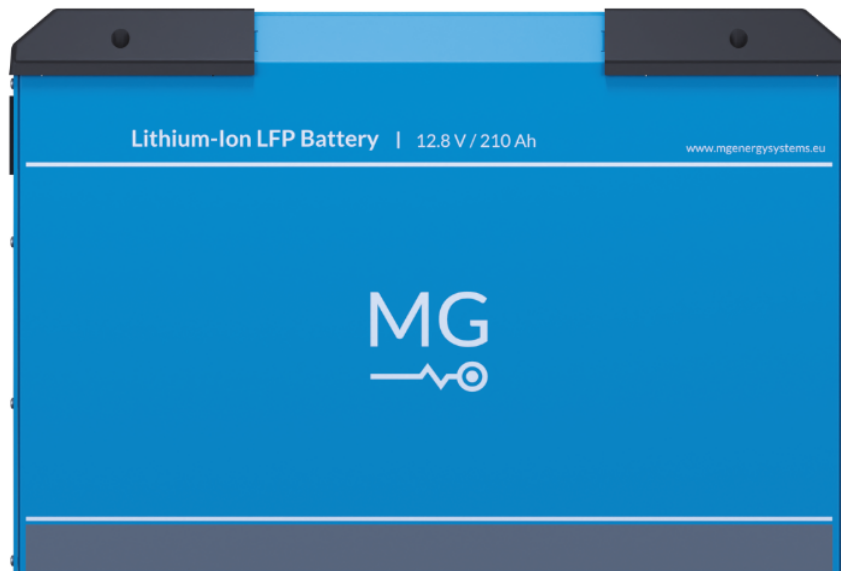 Lithium-Ion LFP Battery | 12.8 V / 210 Ah
www.mgenergysystems.eu
MG